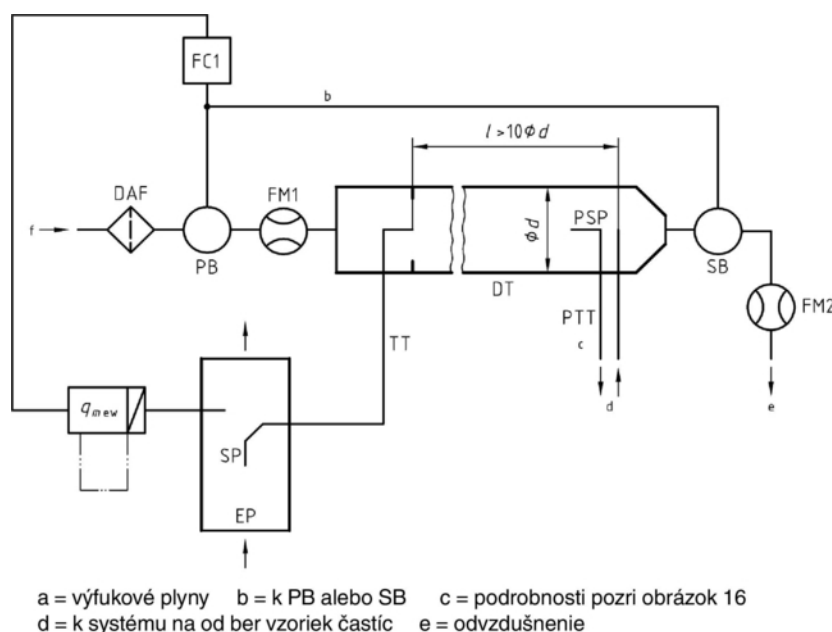 FC1
b
l > 10 Ø d
DAF
FM1
f
PB
Ø d
PSP
SB
DT
FM2
TT
PTT
c
d
e
q mew
SP
EP
a = výfukové plyny b = k PB alebo SB c = podrobnosti pozri obrázok 16
d = k systému na od ber vzoriek častíc e = odvzdušnenie